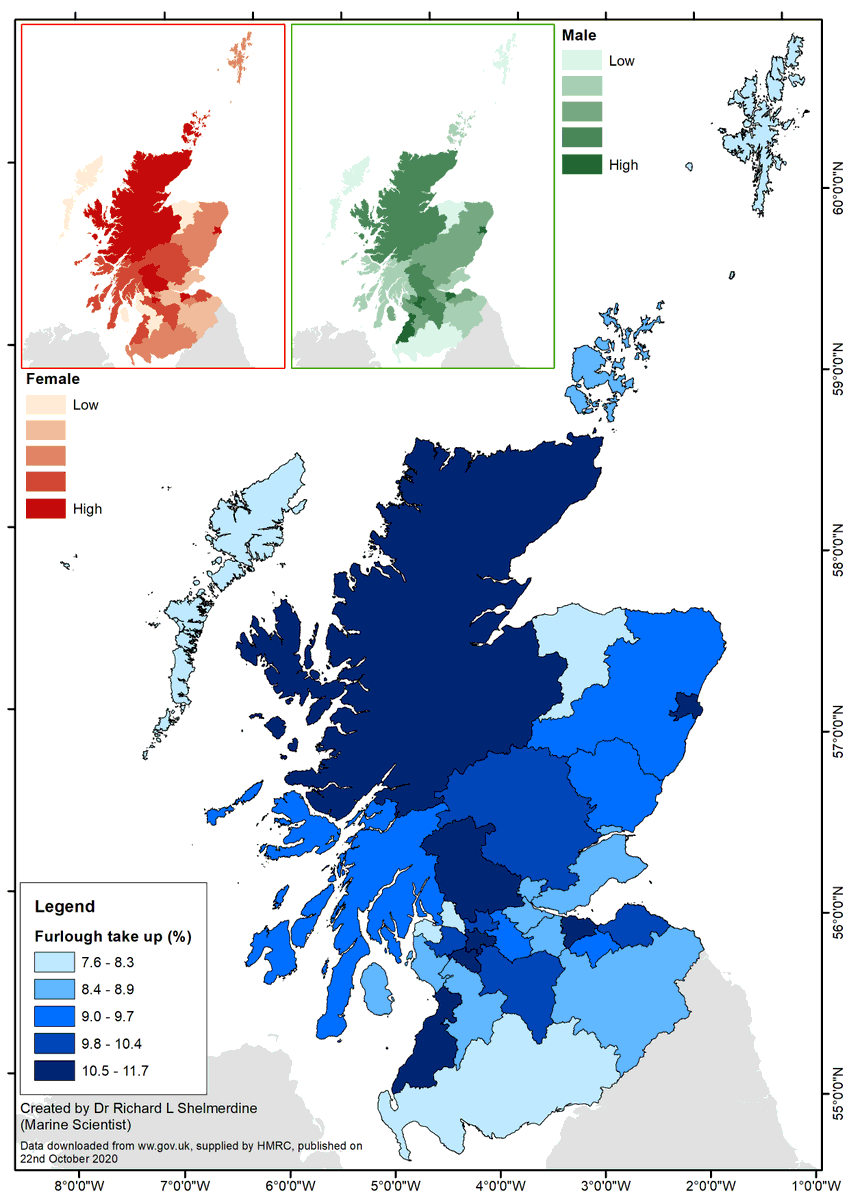 Male
Low
High
Female
Low
High
60°0'0"N
59°0'0"N
58°0'0"N
57°0'0"N
56°0'0"N
55°0'0"N
Legend
Furlough take up (%)
7.6 - 8.3
8.4 - 8.9
9.0 - 9.7
9.8 - 10.4
10.5 - 11.7
Created by Dr Richard L Shelmerdine
(Marine Scientist)
Data downloaded from ww.gov.uk, supplied by HMRC, published on
22nd October 2020
8°0'0"W 7°0'0"W 6°0'0"W 5°0'0"W 4°0'0"W 3°0'0"W 2°0'0"W 1°0'0"W